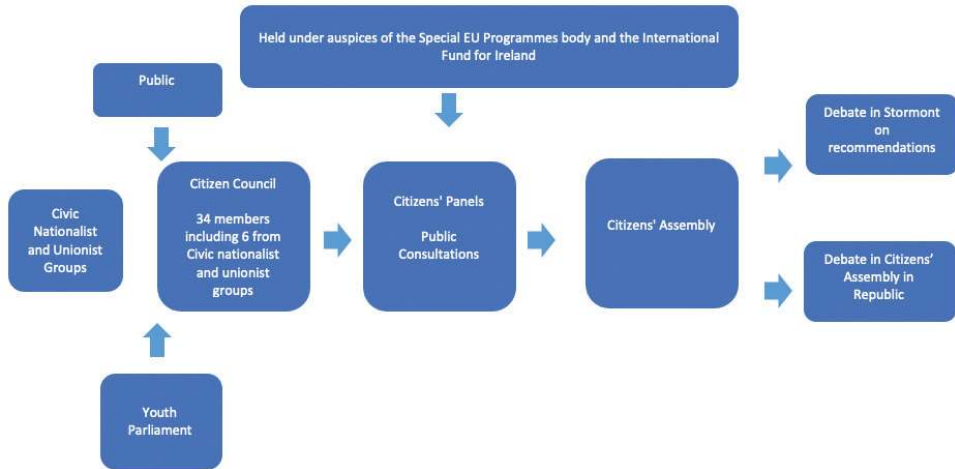 Held under auspices of the Special EU Programmes body and the International
Fund for Ireland
Public
Civic
Nationalist
and Unionist
Groups
Citizen Council
34 members
including 6 from
Civic nationalist
and unionist
groups
Youth
Parliament
Citizens' Panels
Public
Consultations
Citizens' Assembly
Debate in Stormont
on
recommendations
Debate in Citizens’
Assembly in
Republic